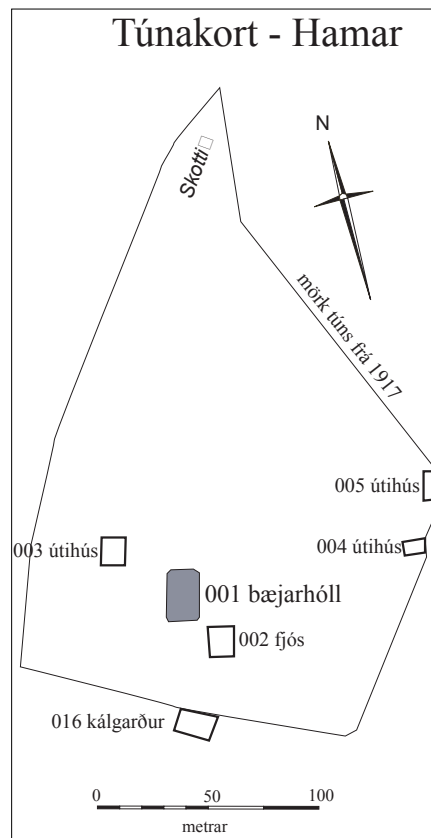 Túnakort - Hamar
N
Skotti
mörk túns frá 1917
005 útihús
003 útihús
004 útihús
001 bæjarhóll
002 fjós
016 kálgarður
0 50 100
metrar